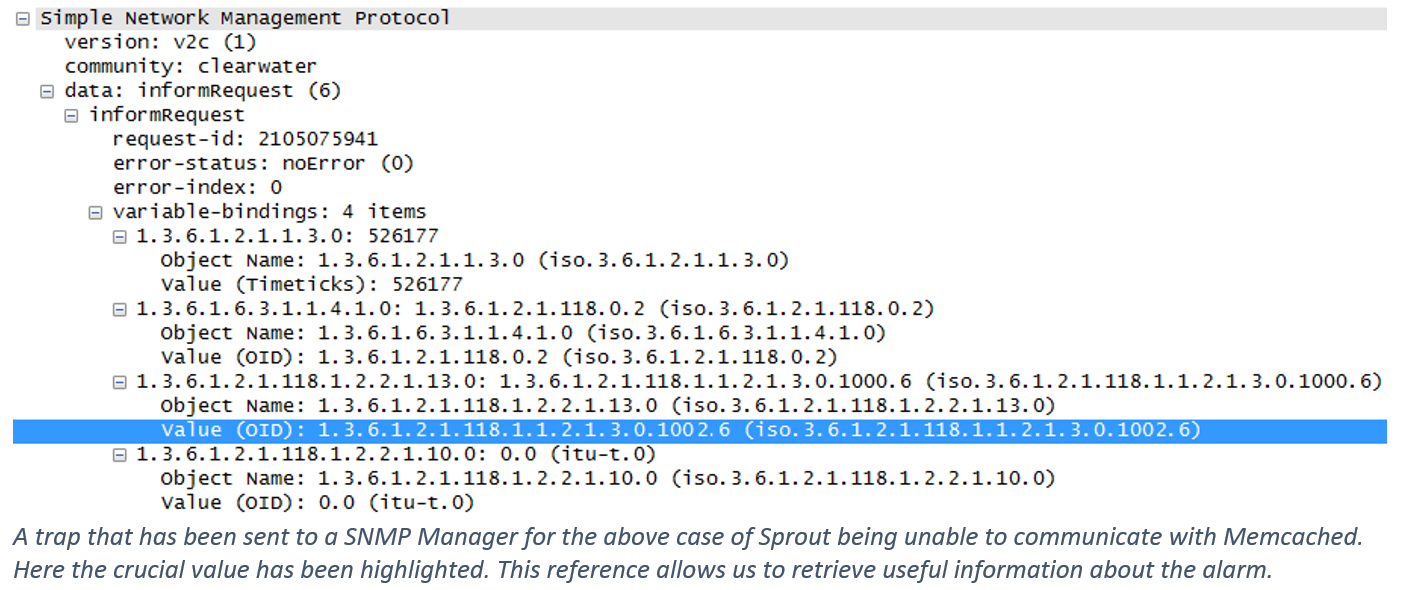 Simple Network Management Protocol
version: v2c (1)
community: clearwater
data: informRequest (6)
informRequest
request-id: 2105075941
error-status: noError (0)
error-index: 0
variable-bindings: 4 items
1.3.6.1.2.1.1.3.0: 526177
Object Name: 1.3.6.1.2.1.1.3.0 (iso.3.6.1.2.1.1.3.0)
Value (Timeticks): 526177
1.3.6.1.6.3.1.1.4.1.0: 1.3.6.1.2.1.118.0.2 (iso.3.6.1.2.1.118.0.2)
Object Name: 1.3.6.1.6.3.1.1.4.1.0 (iso.3.6.1.6.3.1.1.4.1.0)
Value (OID): 1.3.6.1.2.1.118.0.2 (iso.3.6.1.2.1.118.0.2)
1.3.6.1.2.1.118.1.2.2.1.13.0: 1.3.6.1.2.1.118.1.1.2.1.3.0.1000.6 (iso.3.6.1.2.1.118.1.1.2.1.3.0.1000.6)
Object Name: 1.3.6.1.2.1.118.1.2.2.1.13.0 (iso.3.6.1.2.1.118.1.2.2.1.13.0)
Value (OID): 1.3.6.1.2.1.118.1.1.2.1.3.0.1002.6 (iso.3.6.1.2.1.118.1.1.2.1.3.0.1002.6)
1.3.6.1.2.1.118.1.2.2.1.10.0: 0.0 (itu-t.0)
Object Name: 1.3.6.1.2.1.118.1.2.2.1.10.0 (iso.3.6.1.2.1.118.1.2.2.1.10.0)
Value (OID): 0.0 (itu-t.0)
A trap that has been sent to a SNMP Manager for the above case of Sprout being unable to communicate with Memcached.
Here the crucial value has been highlighted. This reference allows us to retrieve useful information about the alarm.